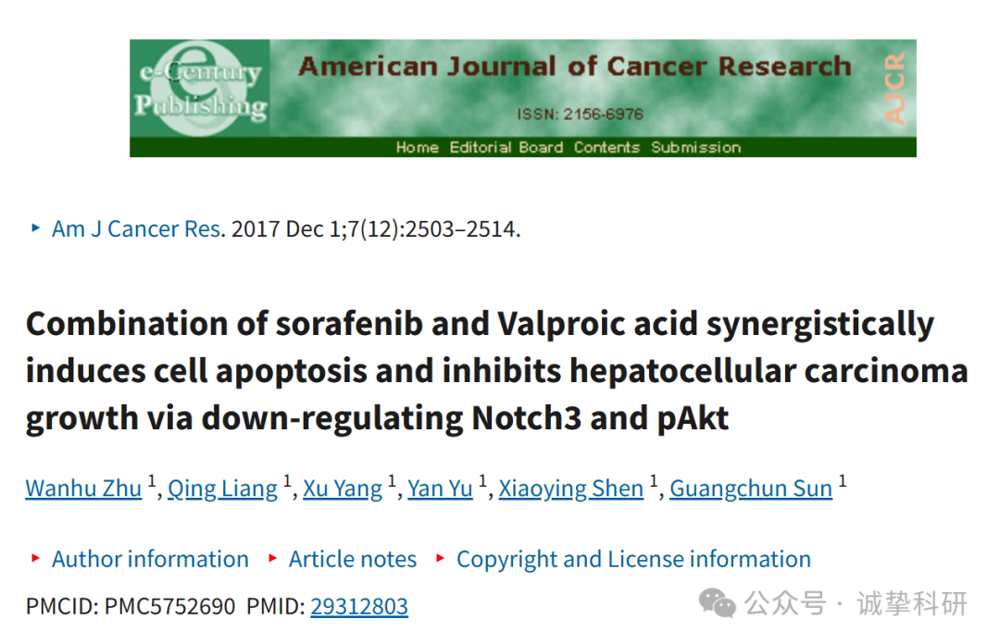 e-Century
Publishing
American Journal of Cancer Research
AJCR
ISSN: 2156-6976
Home Editorial Board Contents Submission
▸ Am J Cancer Res. 2017 Dec 1;7(12):2503–2514.
Combination of sorafenib and Valproic acid synergistically
induces cell apoptosis and inhibits hepatocellular carcinoma
growth via down-regulating Notch3 and pAkt
Wanhu Zhu 1, Qing Liang 1, Xu Yang 1, Yan Yu 1, Xiaoying Shen 1, Guangchun Sun 1
▸ Author information ▸ Article notes ▸ Copyright and License information
PMCID: PMC5752690 PMID: 29312803
公众号 · 诚挚科研